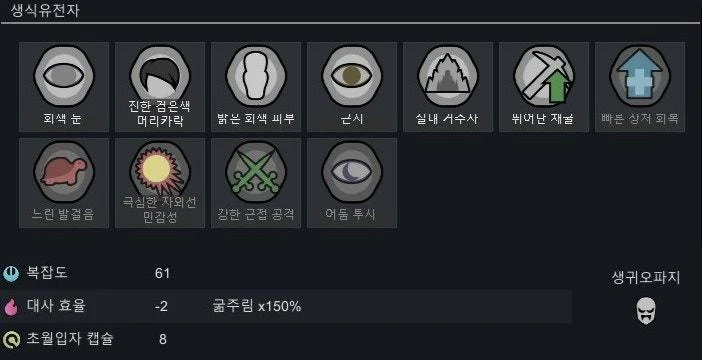 생식유전자
회색 눈
진한 검은색
머리카락
밝은 회색 피부
근시
실내 거주자
뛰어난 채굴
빠른 상처 회복
느린 발걸음
극심한 자외선
민감성
강한 근접 공격
어둠 투시
복잡도 61
대사 효율 -2 굶주림 x150%
초월입자 캡슐 8
생귀오파지